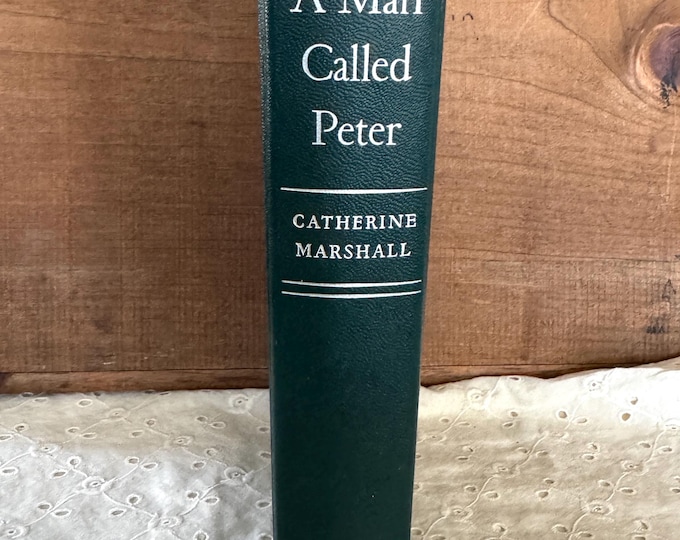 A Man
Called
Peter
CATHERINE
MARSHALL